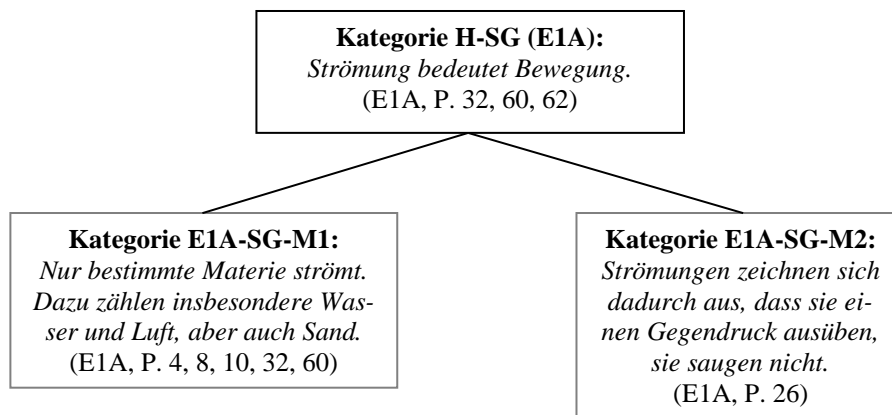 Kategorie H-SG (E1A):
Strömung bedeutet Bewegung.
(E1A, P. 32, 60, 62)
Kategorie E1A-SG-M1:
Nur bestimmte Materie strömt.
Dazu zählen insbesondere Was-
ser und Luft, aber auch Sand.
(E1A, P. 4, 8, 10, 32, 60)
Kategorie E1A-SG-M2:
Strömungen zeichnen sich
dadurch aus, dass sie ei-
nen Gegendruck ausüben,
sie saugen nicht.
(E1A, P. 26)